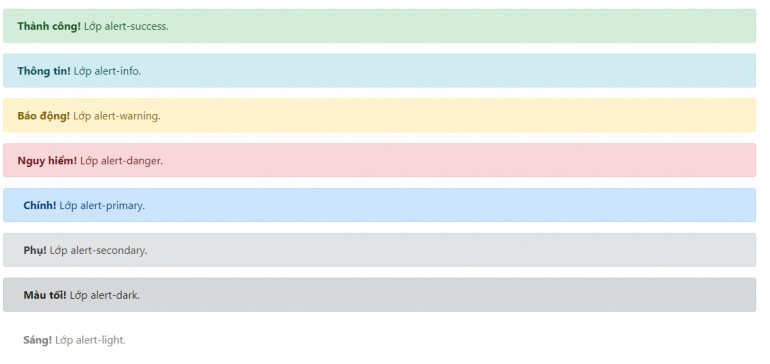 Thành công! Lớp alert-success.
Thông tin! Lớp alert-info.
Báo động! Lớp alert-warning.
Nguy hiểm! Lớp alert-danger.
Chính! Lớp alert-primary.
Phụ! Lớp alert-secondary.
Màu tối! Lớp alert-dark.
Sáng! Lớp alert-light.